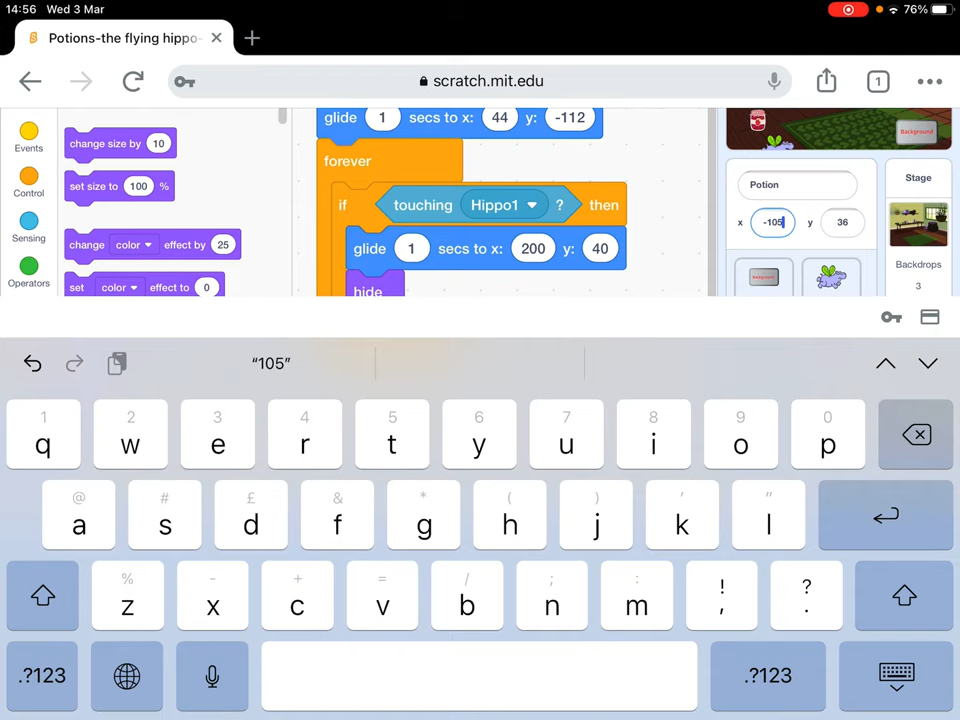 14:56 Wed 3 Mar 76%
Potions-the flying hippo-
scratch.mit.edu 1
Events
Control
Sensing
Operators
change size by 10
set size to 100 %
change color effect by 25
set color effect to 0
glide 1 secs to x: 44 y: -112
forever
if touching Hippo1 ? then
glide 1 secs to x: 200 y: 40
hide
Background
Potion
x -105 y 36
Background
Stage
Backdrops
3
"105"
1 2 3 4 5 6 7 8 9 0
q w e r t y u i o p
@ # £ & * ( ) ' "
a s d f g h j k l
% - + = / ; : ! ?
z x c v b n m , .
.?123 .?123